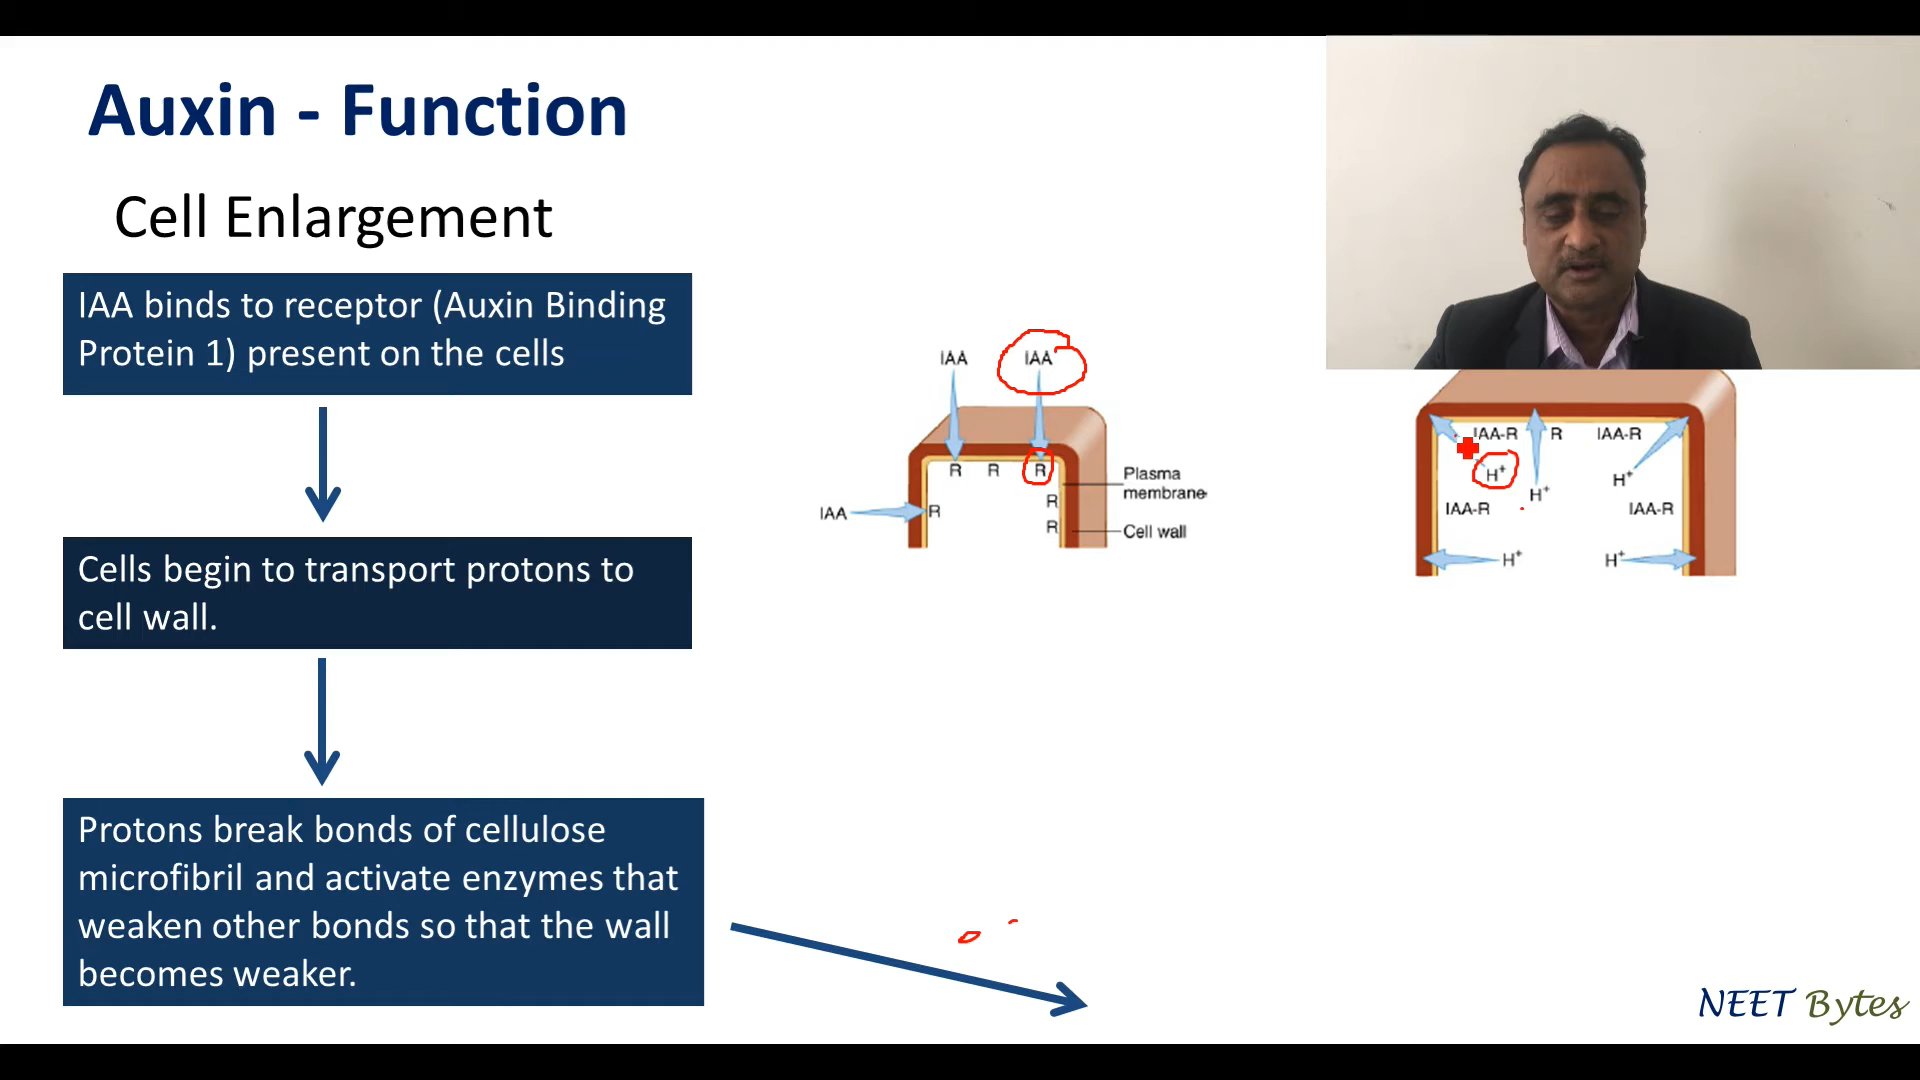 Auxin - Function
Cell Enlargement
IAA binds to receptor (Auxin Binding
Protein 1) present on the cells
Cells begin to transport protons to
cell wall.
Protons break bonds of cellulose
microfibril and activate enzymes that
weaken other bonds so that the wall
becomes weaker.
IAA IAA
R R R
Plasma
membrane
R
IAA R
R
Cell wall
IAA-R R IAA-R
H⁺
H⁺
H⁺
IAA-R IAA-R
H⁺ H⁺
NEET Bytes